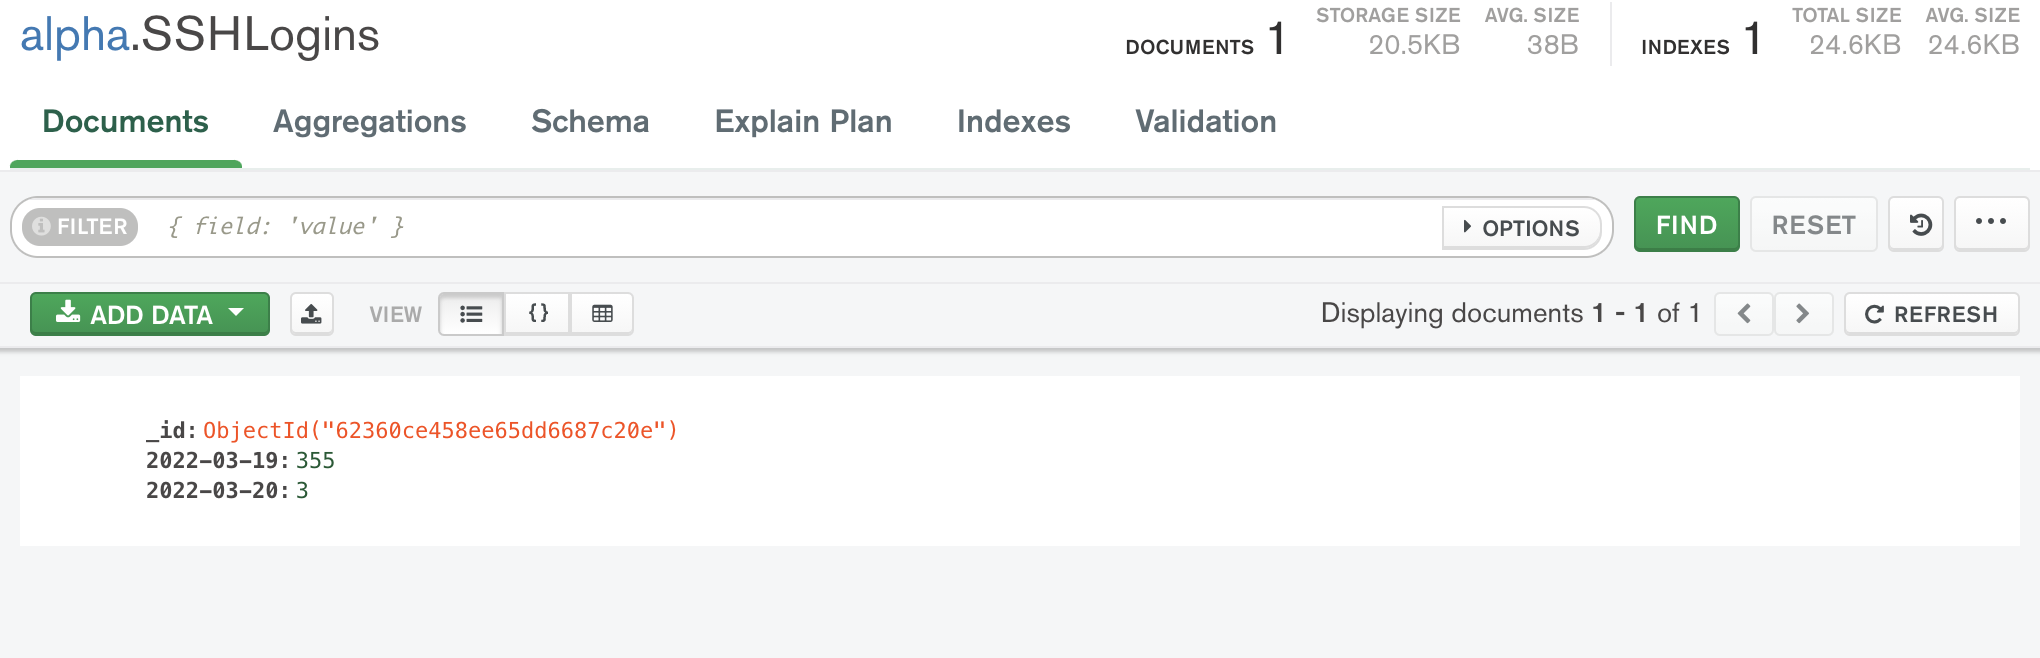 alpha.SSHLogins
DOCUMENTS 1
STORAGE SIZE
20.5KB
AVG. SIZE
38B
INDEXES 1
TOTAL SIZE
24.6KB
AVG. SIZE
24.6KB
Documents Aggregations Schema Explain Plan Indexes Validation
FILTER { field: 'value' } OPTIONS FIND RESET ...
ADD DATA VIEW {} Displaying documents 1 - 1 of 1 REFRESH
_id: ObjectId("62360ce458ee65dd6687c20e")
2022-03-19: 355
2022-03-20: 3